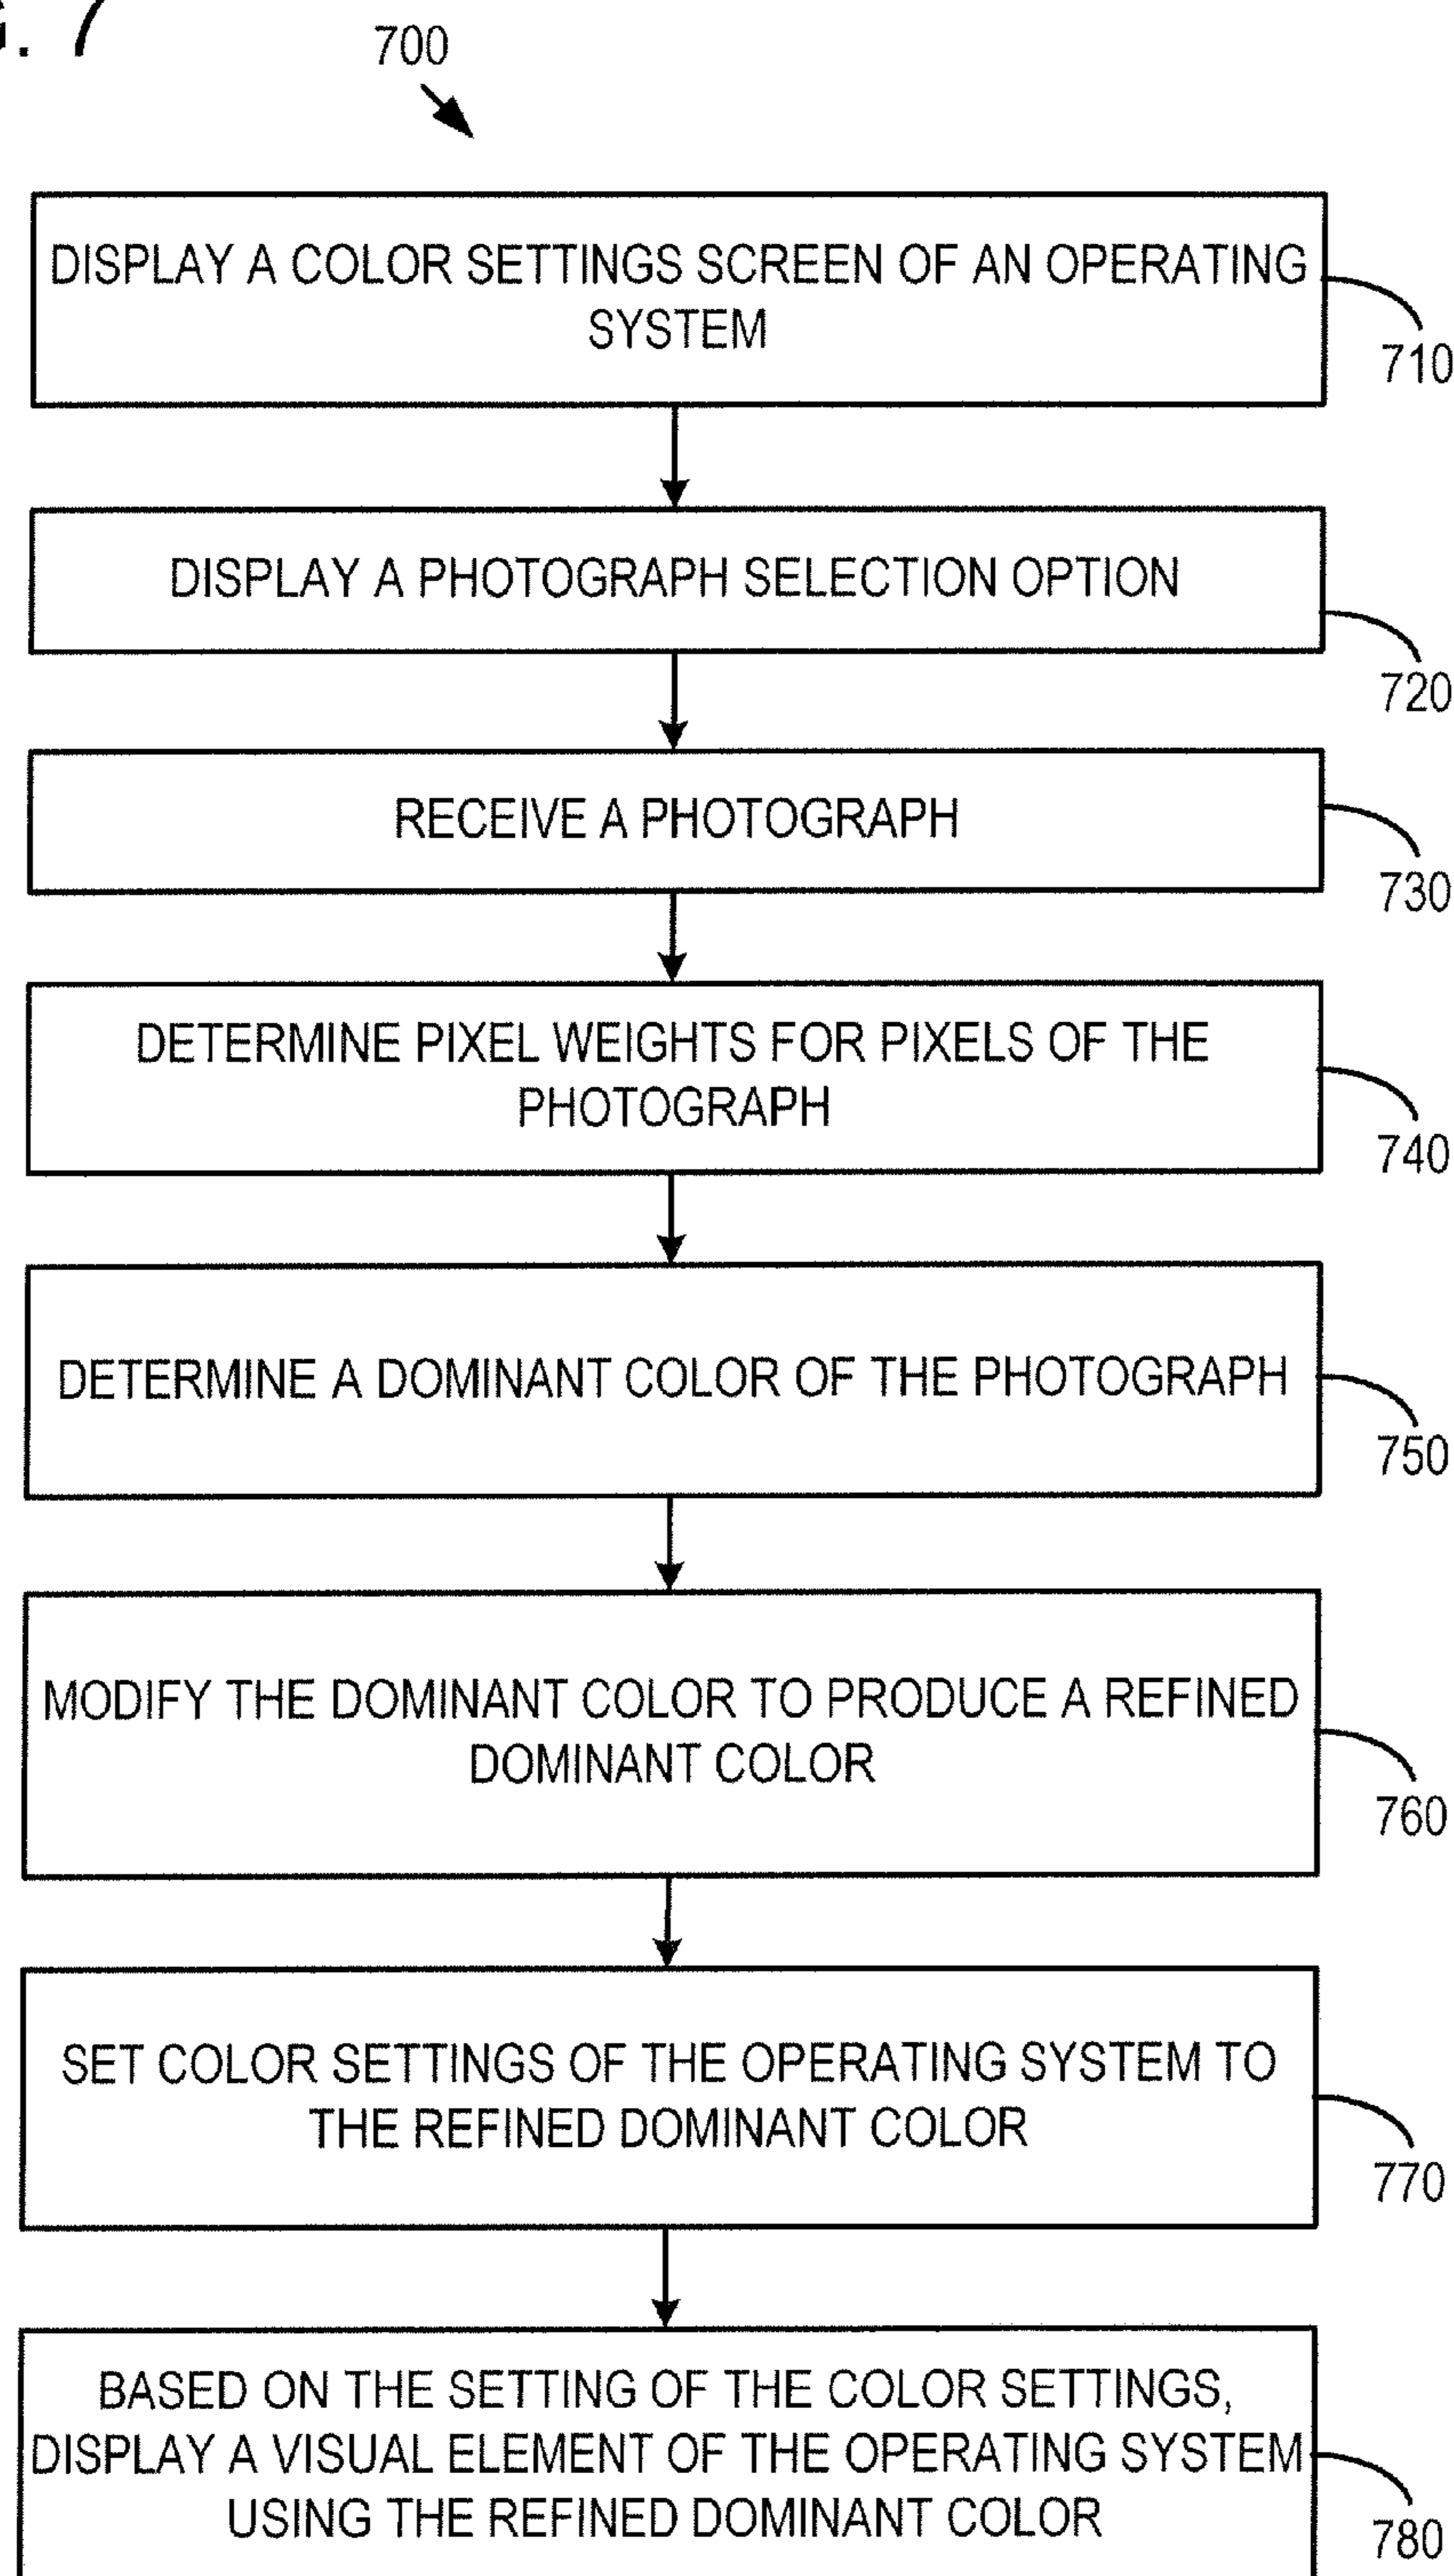 . 7
700
DISPLAY A COLOR SETTINGS SCREEN OF AN OPERATING
SYSTEM
710
DISPLAY A PHOTOGRAPH SELECTION OPTION
720
RECEIVE A PHOTOGRAPH
730
DETERMINE PIXEL WEIGHTS FOR PIXELS OF THE
PHOTOGRAPH
740
DETERMINE A DOMINANT COLOR OF THE PHOTOGRAPH
750
MODIFY THE DOMINANT COLOR TO PRODUCE A REFINED
DOMINANT COLOR
760
SET COLOR SETTINGS OF THE OPERATING SYSTEM TO
THE REFINED DOMINANT COLOR
770
BASED ON THE SETTING OF THE COLOR SETTINGS,
DISPLAY A VISUAL ELEMENT OF THE OPERATING SYSTEM
USING THE REFINED DOMINANT COLOR
780